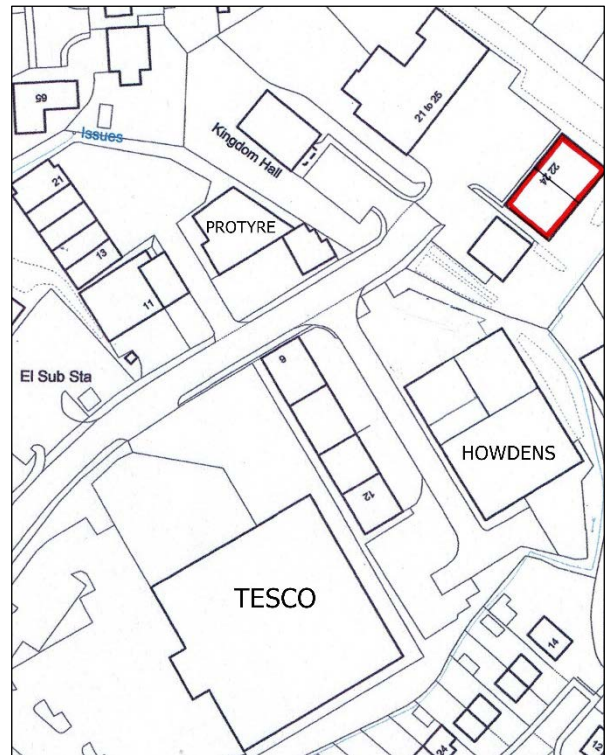 65
Issues
21
13
11
El Sub Sta
PROTYRE
Kingdom Hall
21 to 25
22 24
9
12
HOWDENS
TESCO
14
24